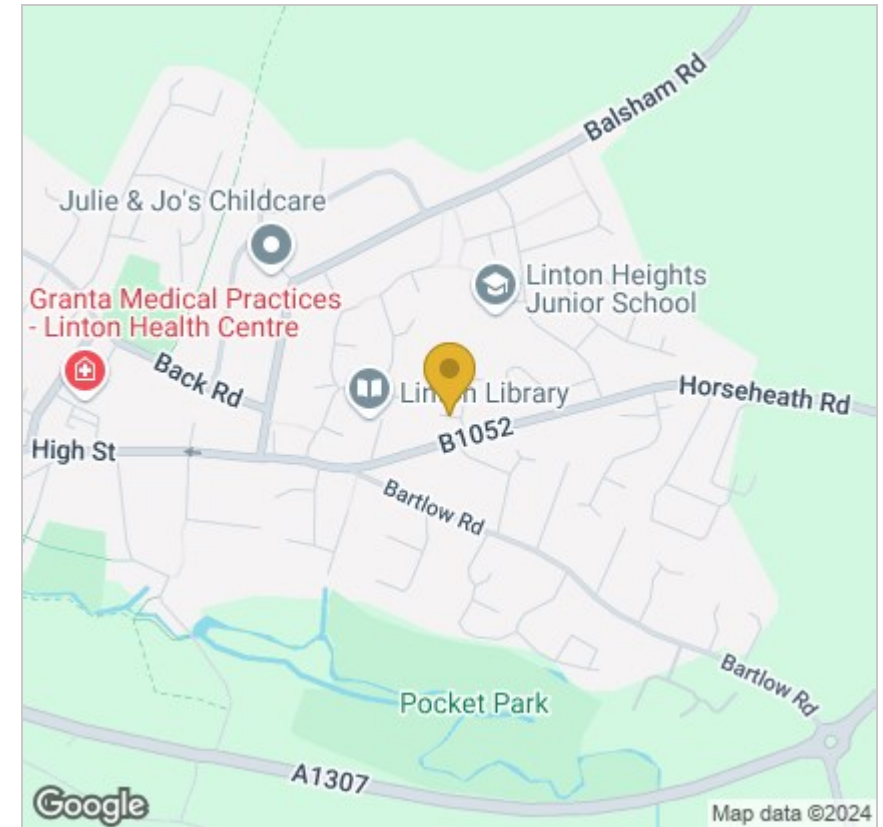 Balsham Rd
Julie & Jo's Childcare
Linton Heights
Junior School
Granta Medical Practices
- Linton Health Centre
Back Rd
Linton Library
Horseheath Rd
B1052
High St
Bartlow Rd
Bartlow Rd
Pocket Park
A1307
Google
Map data ©2024